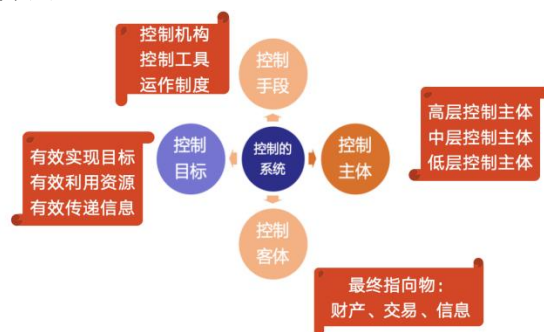 控制机构
控制工具
运作制度
控制
手段
有效实现目标
有效利用资源
有效传递信息
控制
目标
控制的
系统
控制
主体
高层控制主体
中层控制主体
低层控制主体
控制
客体
最终指向物：
财产、交易、信息